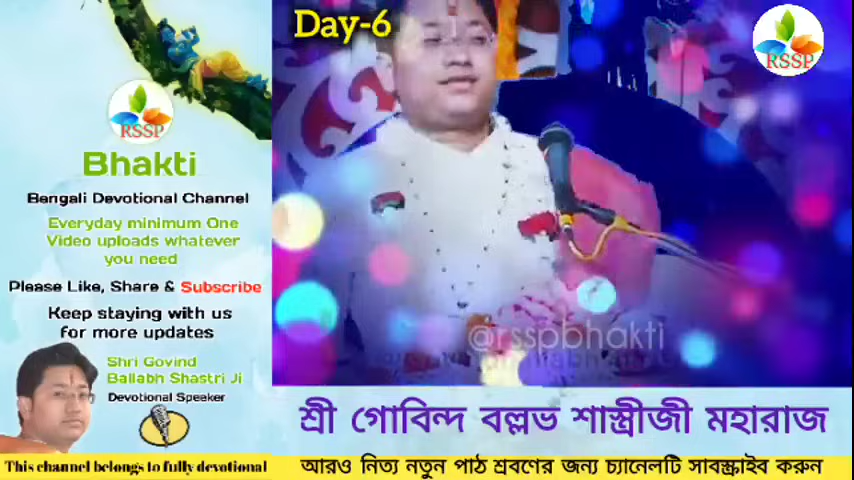 Day-6
RSSP
RSSP
Bhakti
Bengali Devotional Channel
Everyday minimum One
Video uploads whatever
you need
Please Like, Share & Subscribe
Keep staying with us
for more updates
Shri Govind
Ballabh Shastri Ji
Devotional Speaker
This channel belongs to fully devotional
@rsspbhakti
শ্রী গোবিন্দ বল্লভ শাস্ত্রীজী মহারাজ
আরও নিত্য নতুন পাঠ শ্রবণের জন্য চ্যানেলটি সাবস্ক্রাইব করুন